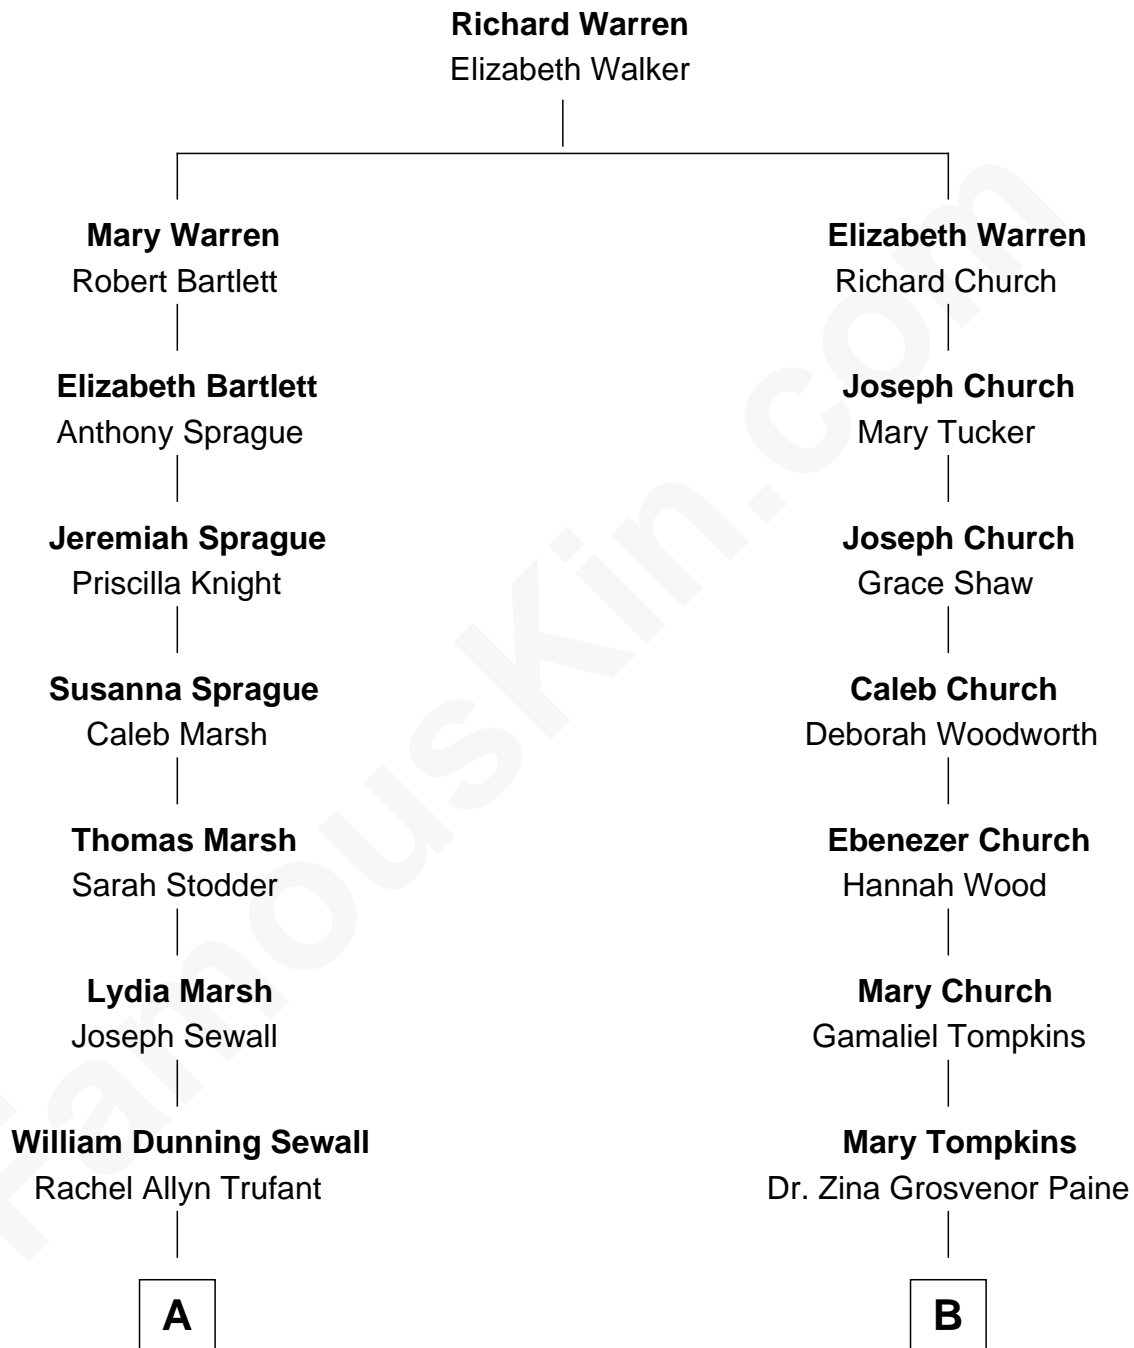 Richard Warren
Elizabeth Walker
Mary Warren
Robert Bartlett
Elizabeth Warren
Richard Church
Elizabeth Bartlett
Anthony Sprague
Joseph Church
Mary Tucker
Jeremiah Sprague
Priscilla Knight
Joseph Church
Grace Shaw
Susanna Sprague
Caleb Marsh
Caleb Church
Deborah Woodworth
Thomas Marsh
Sarah Stodder
Ebenezer Church
Hannah Wood
Lydia Marsh
Joseph Sewall
Mary Church
Gamaliel Tompkins
William Dunning Sewall
Rachel Allyn Trufant
Mary Tompkins
Dr. Zina Grosvenor Paine
A
B
FamousKin.com